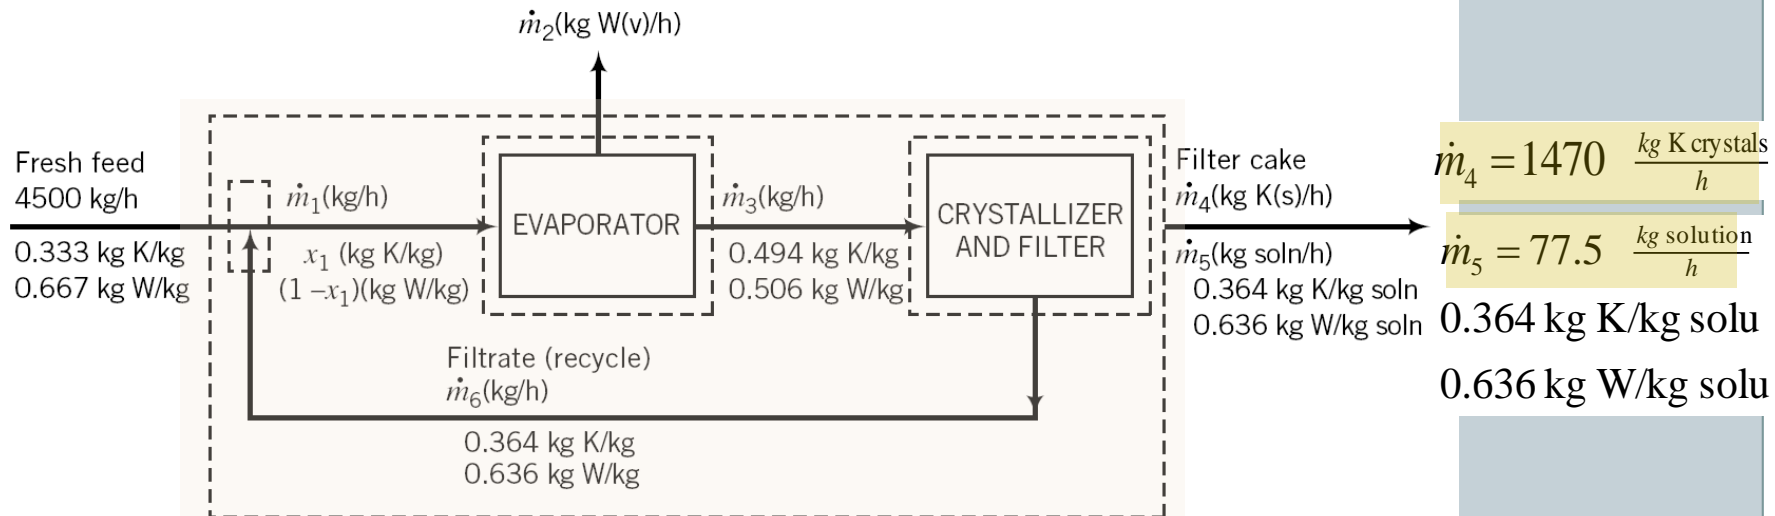 ṁ₂(kg W(v)/h)
Fresh feed
4500 kg/h
0.333 kg K/kg
0.667 kg W/kg
ṁ₁(kg/h)
x₁ (kg K/kg)
(1 –x₁)(kg W/kg)
EVAPORATOR
ṁ₃(kg/h)
0.494 kg K/kg
0.506 kg W/kg
CRYSTALLIZER
AND FILTER
Filter cake
ṁ₄(kg K(s)/h)
ṁ₅(kg soln/h)
0.364 kg K/kg soln
0.636 kg W/kg soln
Filtrate (recycle)
ṁ₆(kg/h)
0.364 kg K/kg
0.636 kg W/kg
ṁ₄ = 1470 kg K crystals / h
ṁ₅ = 77.5 kg solution / h
0.364 kg K/kg solu
0.636 kg W/kg solu